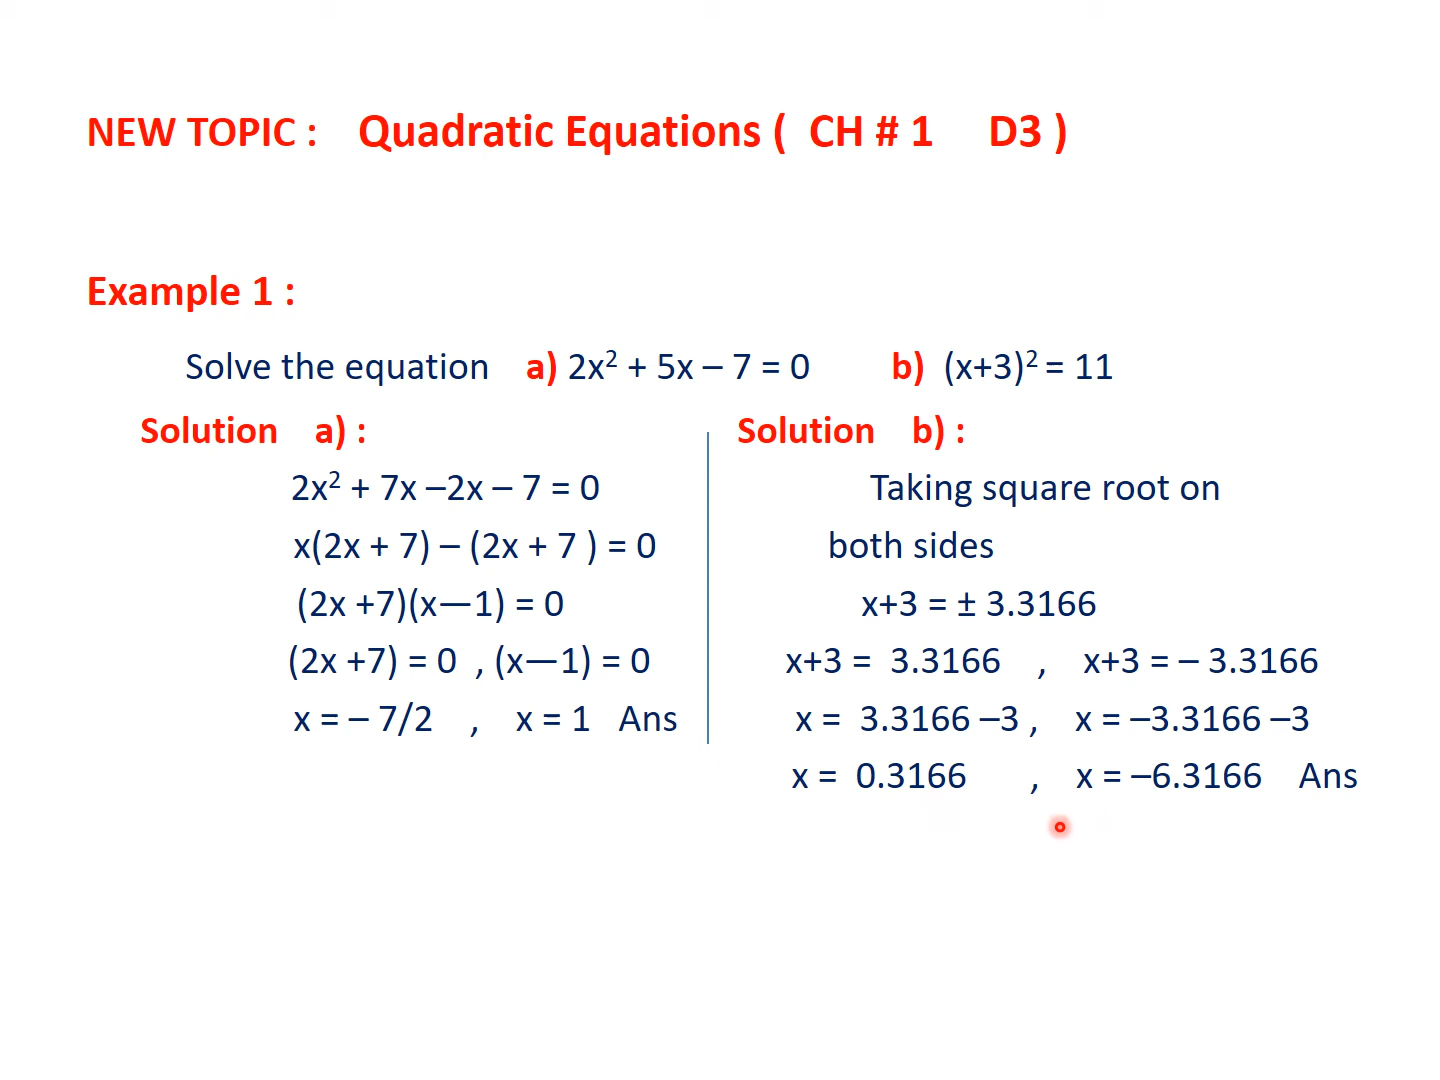 NEW TOPIC : Quadratic Equations ( CH # 1 D3 )
Example 1 :
Solve the equation a) 2x² + 5x – 7 = 0 b) (x+3)² = 11
Solution a) :
2x² + 7x –2x – 7 = 0
x(2x + 7) – (2x + 7 ) = 0
(2x +7)(x—1) = 0
(2x +7) = 0 , (x—1) = 0
x = – 7/2 , x = 1 Ans
Solution b) :
Taking square root on
both sides
x+3 = ± 3.3166
x+3 = 3.3166 , x+3 = – 3.3166
x = 3.3166 –3 , x = –3.3166 –3
x = 0.3166 , x = –6.3166 Ans